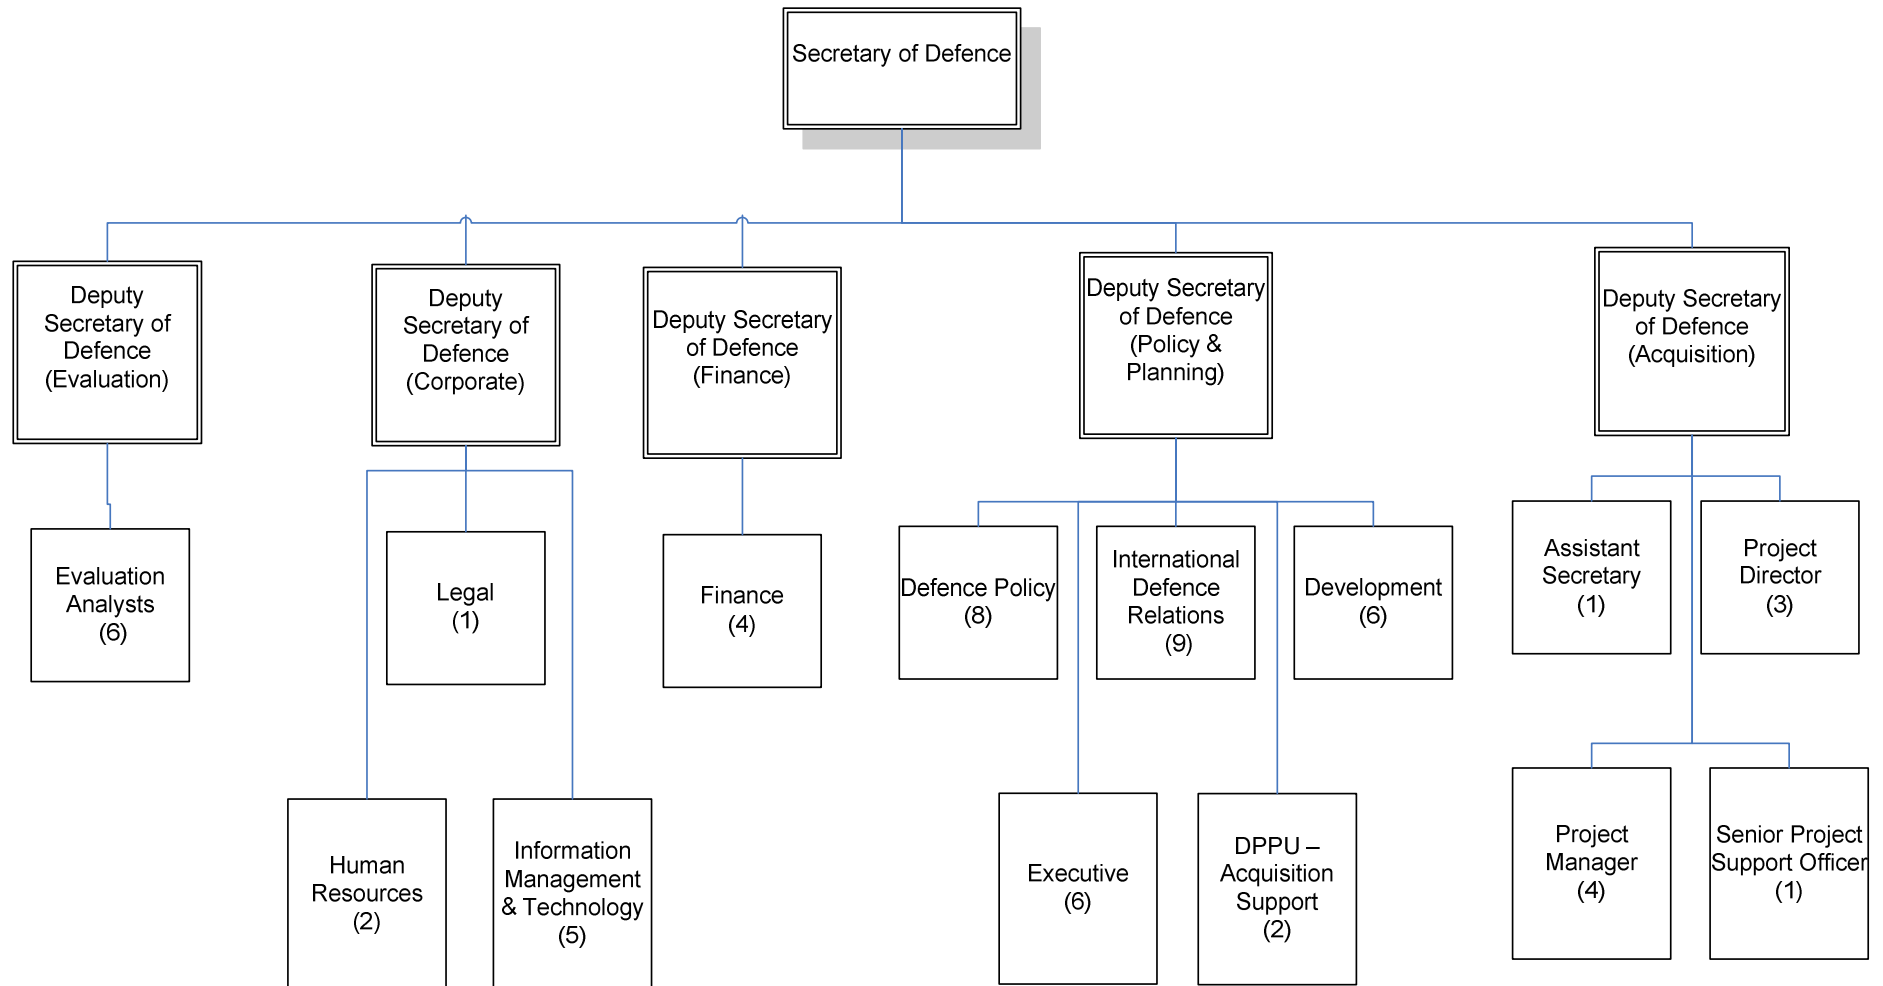 Secretary of Defence
Deputy
Secretary of
Defence
(Evaluation)
Deputy
Secretary of
Defence
(Corporate)
Deputy Secretary
of Defence
(Finance)
Deputy Secretary
of Defence
(Policy &
Planning)
Deputy Secretary
of Defence
(Acquisition)
Evaluation
Analysts
(6)
Legal
(1)
Finance
(4)
Defence Policy
(8)
International
Defence
Relations
(9)
Development
(6)
Assistant
Secretary
(1)
Project
Director
(3)
Human
Resources
(2)
Information
Management
& Technology
(5)
Executive
(6)
DPPU –
Acquisition
Support
(2)
Project
Manager
(4)
Senior Project
Support Officer
(1)